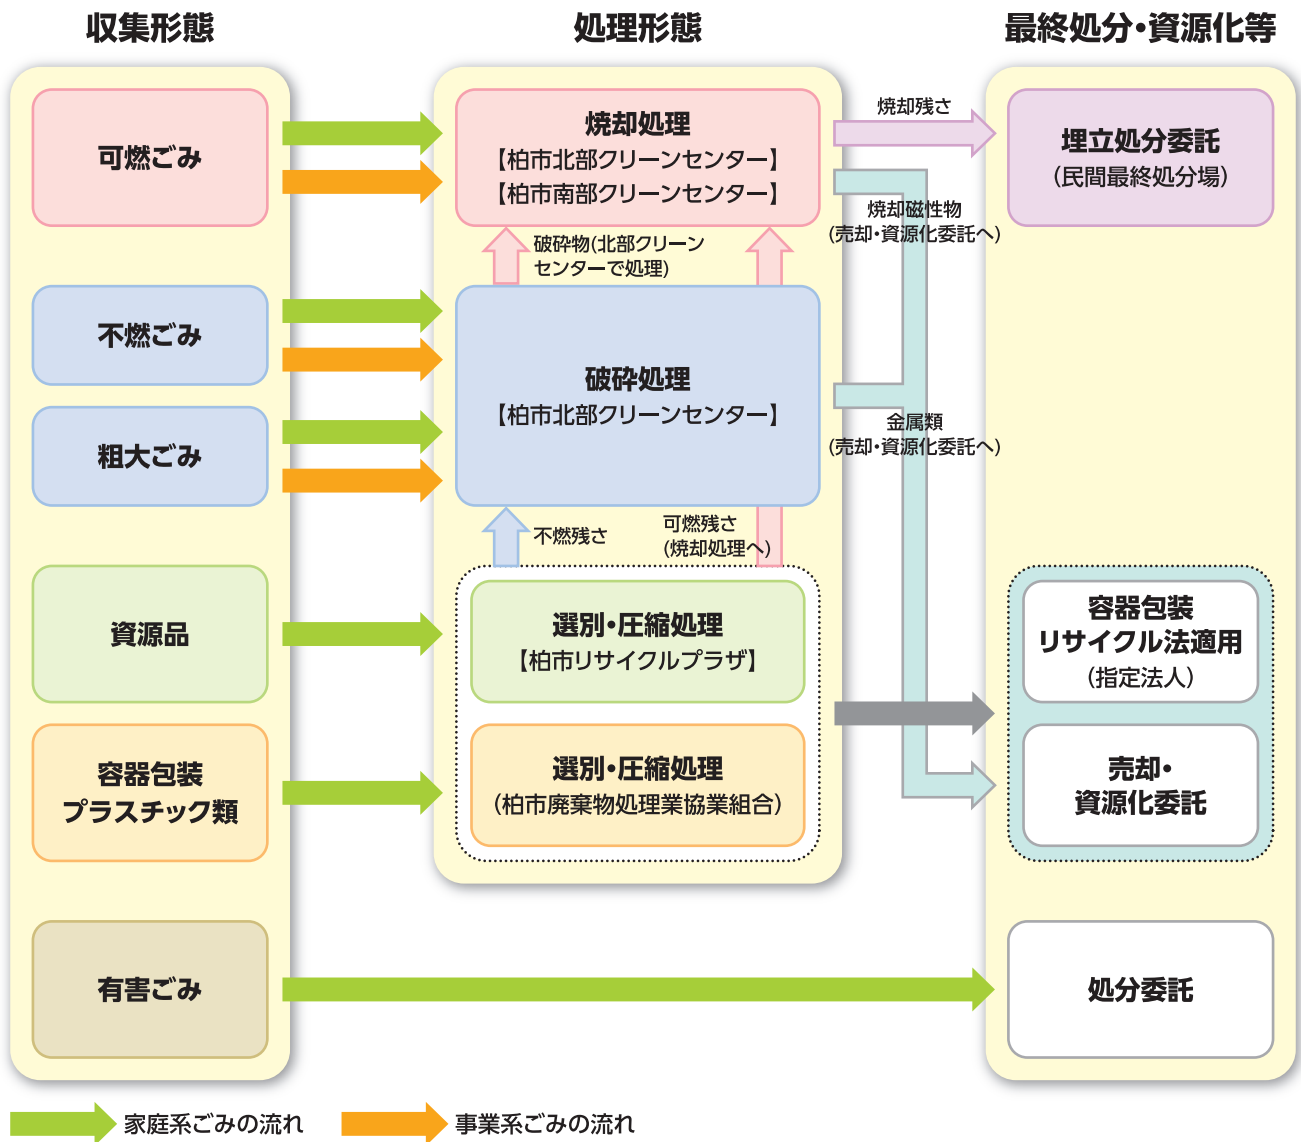 収集形態
処理形態
最終処分・資源化等
可燃ごみ
焼却処理
【柏市北部クリーンセンター】
【柏市南部クリーンセンター】
焼却残さ
埋立処分委託
（民間最終処分場）
焼却磁性物
(売却・資源化委託へ)
破砕物(北部クリーン
センターで処理)
不燃ごみ
粗大ごみ
破砕処理
【柏市北部クリーンセンター】
金属類
(売却・資源化委託へ)
不燃残さ
可燃残さ
(焼却処理へ)
資源品
選別・圧縮処理
【柏市リサイクルプラザ】
容器包装
リサイクル法適用
（指定法人）
容器包装
プラスチック類
選別・圧縮処理
（柏市廃棄物処理業協業組合）
売却・
資源化委託
有害ごみ
処分委託
家庭系ごみの流れ
事業系ごみの流れ